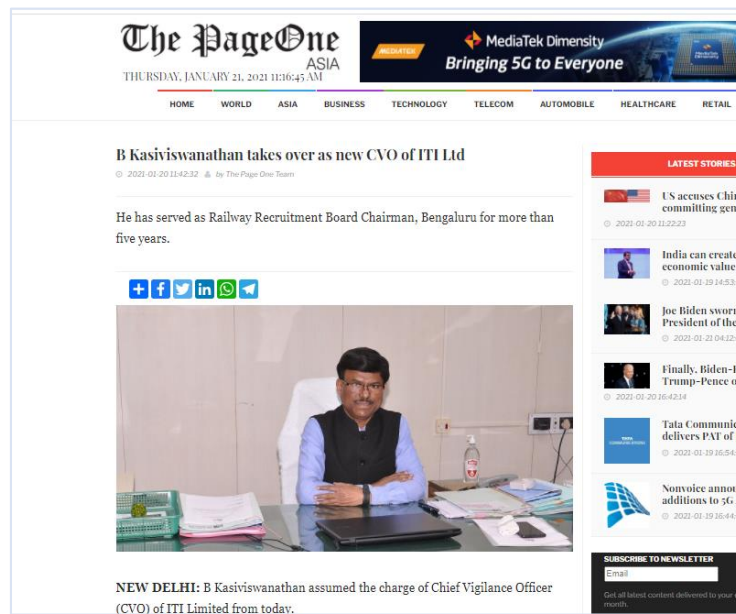 The PageOne
ASIA
THURSDAY, JANUARY 21, 2021 11:16:45 AM
MEDIATEK
MediaTek Dimensity
Bringing 5G to Everyone
HOME WORLD ASIA BUSINESS TECHNOLOGY TELECOM AUTOMOBILE HEALTHCARE RETAIL
B Kasiviswanathan takes over as new CVO of ITI Ltd
2021-01-20 11:42:32 by The Page One Team
He has served as Railway Recruitment Board Chairman, Bengaluru for more than
five years.
NEW DELHI: B Kasiviswanathan assumed the charge of Chief Vigilance Officer
(CVO) of ITI Limited from today.
LATEST STORIES
US accuses Chin
committing gen
2021-01-20 11:22:23
India can create
economic value
2021-01-19 14:53:
Joe Biden sworn
President of the
2021-01-21 04:12:
Finally, Biden-H
Trump-Pence o
2021-01-20 16:42:14
Tata Communic
delivers PAT of
2021-01-19 16:54:
Nonvoice annou
additions to 5G
2021-01-19 16:44:
SUBSCRIBE TO NEWSLETTER
Email
Get all latest content delivered to your
month.